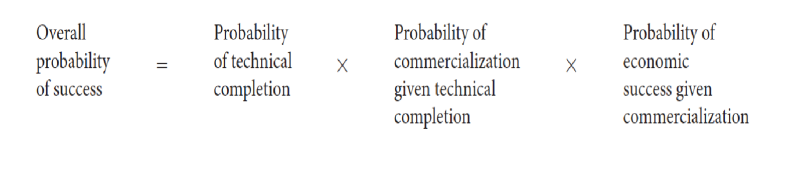 Overall probability of success
=
Probability of technical completion
×
Probability of commercialization given technical completion
×
Probability of economic success given commercialization